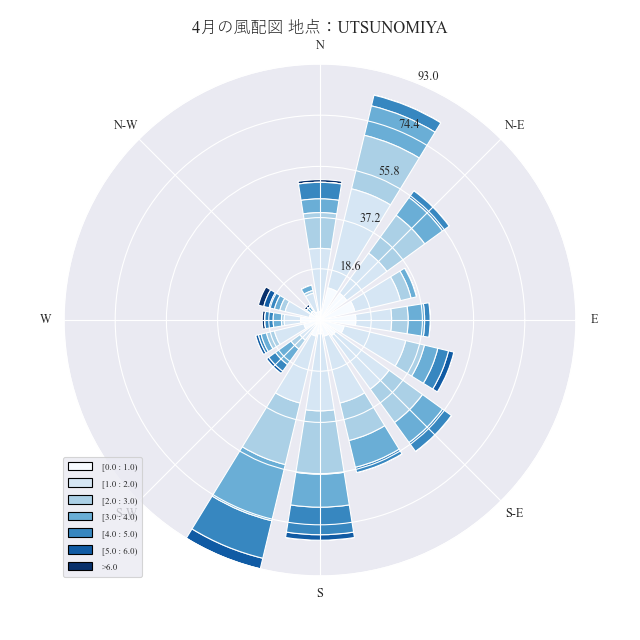 4月の風配図 地点：UTSUNOMIYA
N
93.0
N-W
74.4
N-E
55.8
37.2
18.6
W
E
[0.0 : 1.0)
[1.0 : 2.0)
[2.0 : 3.0)
[3.0 : 4.0)
[4.0 : 5.0)
[5.0 : 6.0)
>6.0
S-W
S-E
S